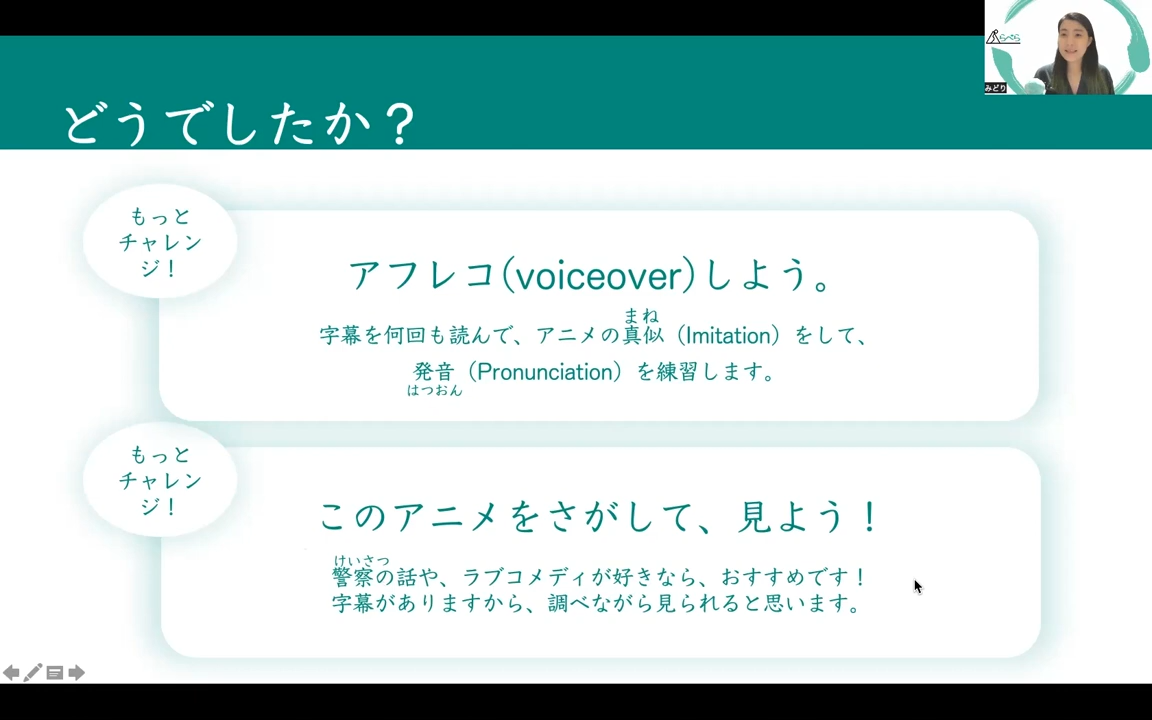 どうでしたか？
らぺら
みどり
もっと
チャレン
ジ！
アフレコ(voiceover)しよう。
まね
字幕を何回も読んで、アニメの真似（Imitation）をして、
発音（Pronunciation）を練習します。
はつおん
もっと
チャレン
ジ！
このアニメをさがして、見よう！
けいさつ
警察の話や、ラブコメディが好きなら、おすすめです！
字幕がありますから、調べながら見られると思います。